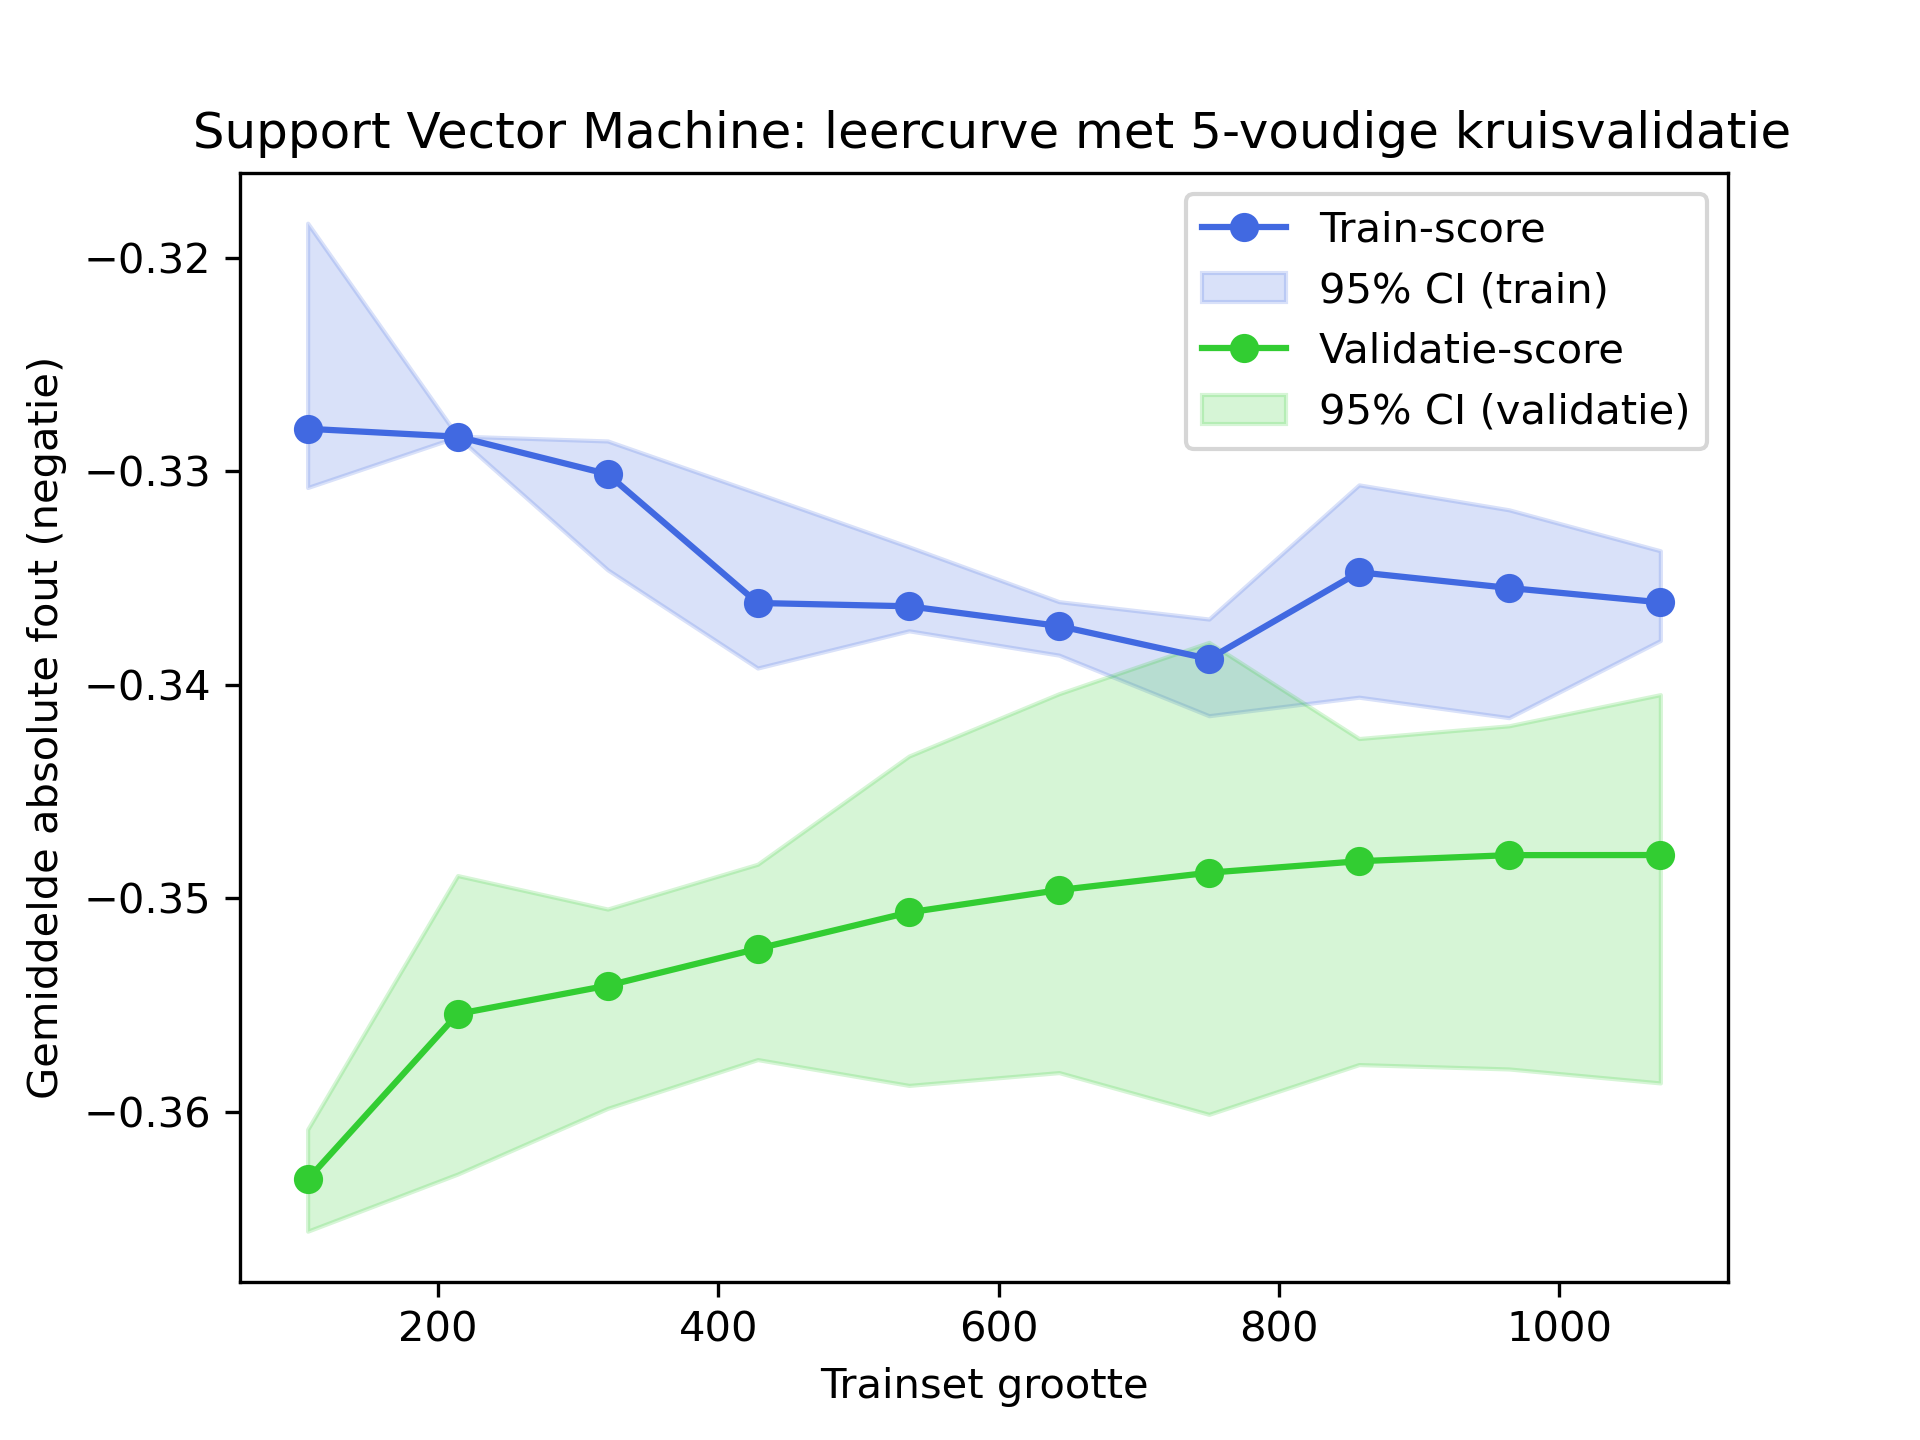 Support Vector Machine: leercurve met 5-voudige kruisvalidatie
Train-score
95% CI (train)
Validatie-score
95% CI (validatie)
Gemiddelde absolute fout (negatie)
−0.32
−0.33
−0.34
−0.35
−0.36
200
400
600
800
1000
Trainset grootte